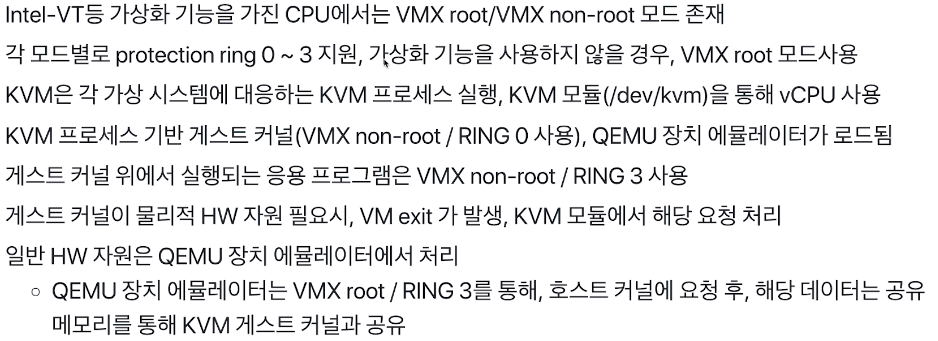 Intel-VT등 가상화 기능을 가진 CPU에서는 VMX root/VMX non-root 모드 존재
각 모드별로 protection ring 0 ~ 3 지원, 가상화 기능을 사용하지 않을 경우, VMX root 모드사용
KVM은 각 가상 시스템에 대응하는 KVM 프로세스 실행, KVM 모듈(/dev/kvm)을 통해 vCPU 사용
KVM 프로세스 기반 게스트 커널(VMX non-root / RING 0 사용), QEMU 장치 에뮬레이터가 로드됨
게스트 커널 위에서 실행되는 응용 프로그램은 VMX non-root / RING 3 사용
게스트 커널이 물리적 HW 자원 필요시, VM exit 가 발생, KVM 모듈에서 해당 요청 처리
일반 HW 자원은 QEMU 장치 에뮬레이터에서 처리
○ QEMU 장치 에뮬레이터는 VMX root / RING 3를 통해, 호스트 커널에 요청 후, 해당 데이터는 공유
메모리를 통해 KVM 게스트 커널과 공유